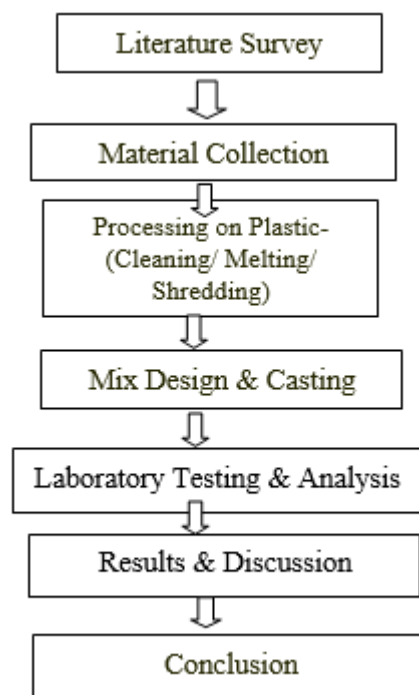 Literature Survey
Material Collection
Processing on Plastic-
(Cleaning/ Melting/
Shredding)
Mix Design & Casting
Laboratory Testing & Analysis
Results & Discussion
Conclusion